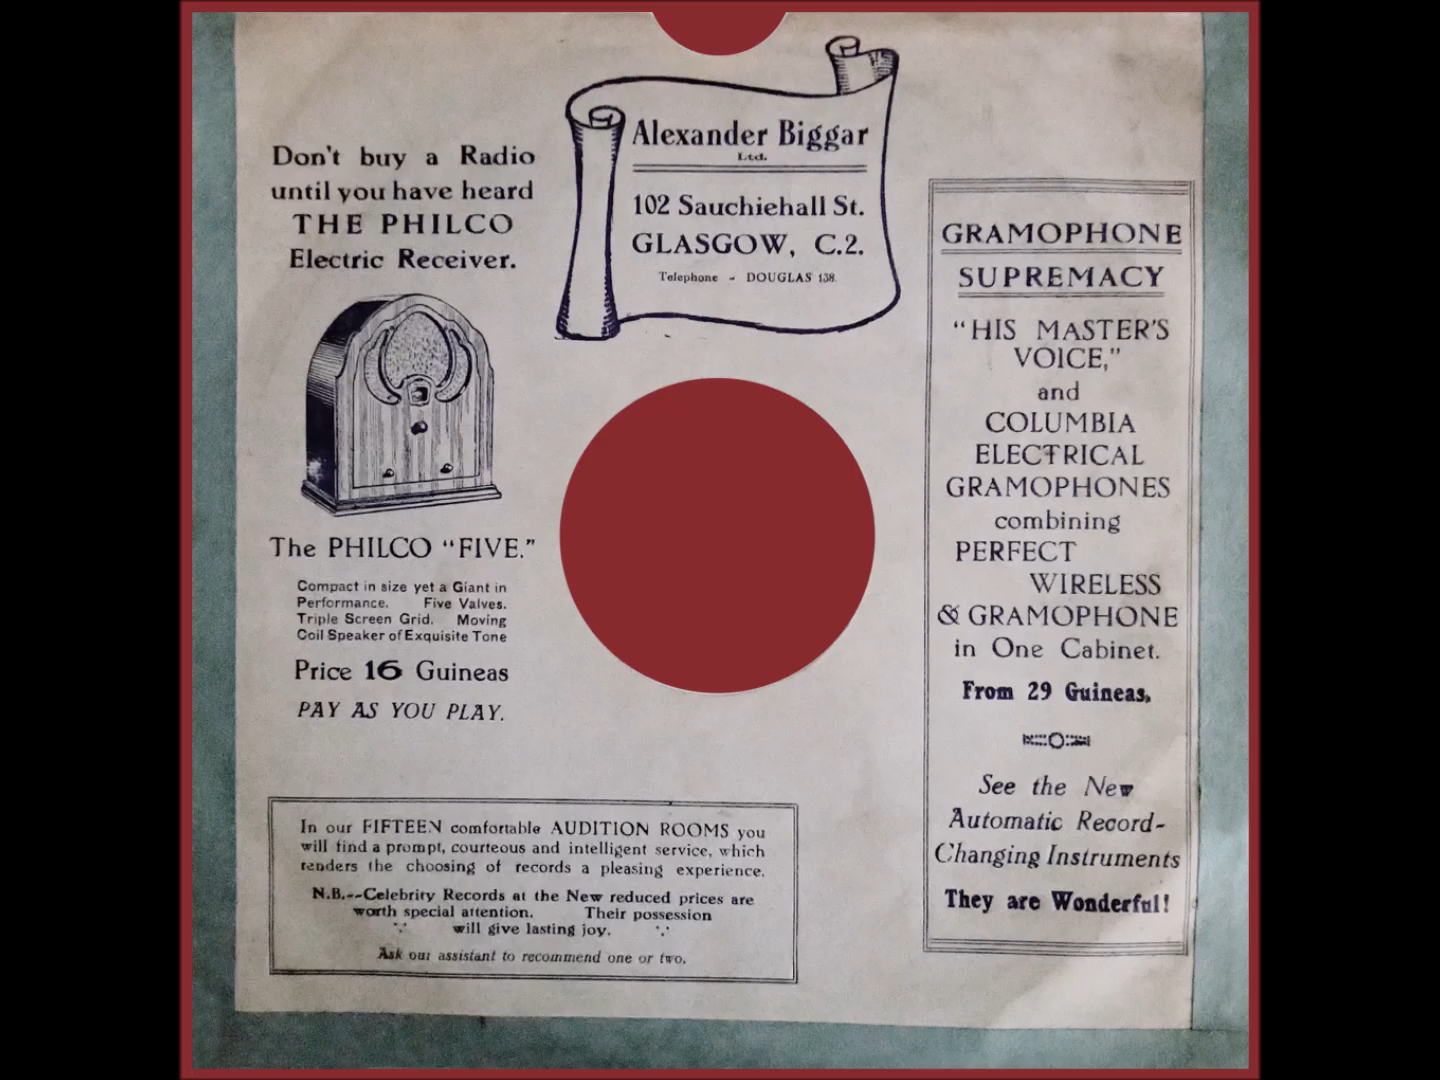 Alexander Biggar
Ltd.
102 Sauchiehall St.
GLASGOW, C.2.
Telephone - DOUGLAS 138.
Don't buy a Radio
until you have heard
THE PHILCO
Electric Receiver.
The PHILCO "FIVE."
Compact in size yet a Giant in
Performance. Five Valves.
Triple Screen Grid. Moving
Coil Speaker of Exquisite Tone
Price 16 Guineas
PAY AS YOU PLAY.
In our FIFTEEN comfortable AUDITION ROOMS you
will find a prompt, courteous and intelligent service, which
renders the choosing of records a pleasing experience.
N.B.--Celebrity Records at the New reduced prices are
worth special attention. Their possession
will give lasting joy.
Ask our assistant to recommend one or two.
GRAMOPHONE
SUPREMACY
"HIS MASTER'S
VOICE,"
and
COLUMBIA
ELECTRICAL
GRAMOPHONES
combining
PERFECT
WIRELESS
& GRAMOPHONE
in One Cabinet.
From 29 Guineas.
See the New
Automatic Record-
Changing Instruments
They are Wonderful!